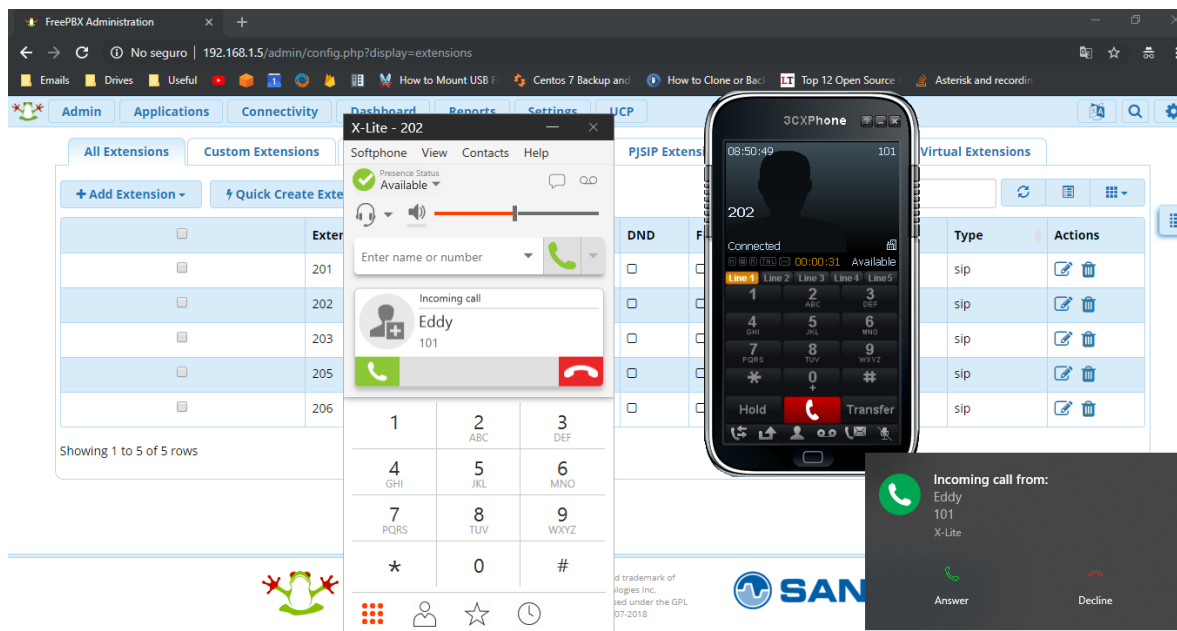 FreePBX Administration
No seguro | 192.168.1.5/admin/config.php?display=extensions
Emails Drives Useful How to Mount USB F Centos 7 Backup and How to Clone or Back Top 12 Open Source Asterisk and recordin
Admin Applications Connectivity Dashboard Reports Settings UCP
All Extensions Custom Extensions PJSIP Exten Virtual Extensions
+ Add Extension Quick Create Exte
Exten DND F Type Actions
201 sip
202 sip
203 sip
205 sip
206 sip
Showing 1 to 5 of 5 rows
X-Lite - 202
Softphone View Contacts Help
Presence Status
Available
Enter name or number
Incoming call
Eddy
101
1 2 3
ABC DEF
4 5 6
GHI JKL MNO
7 8 9
PQRS TUV WXYZ
* 0 #
3CXPhone
08:50:49 101
202
Connected
H M R TNL 00:00:31 Available
Line 1 Line 2 Line 3 Line 4 Line5
1 2 3
ABC DEF
4 5 6
GHI JKL MNO
7 8 9
PQRS TUV WXYZ
* 0 #
+
Hold Transfer
Incoming call from:
Eddy
101
X-Lite
Answer Decline
d trademark of
logies Inc.
sed under the GPL
07-2018
SAN